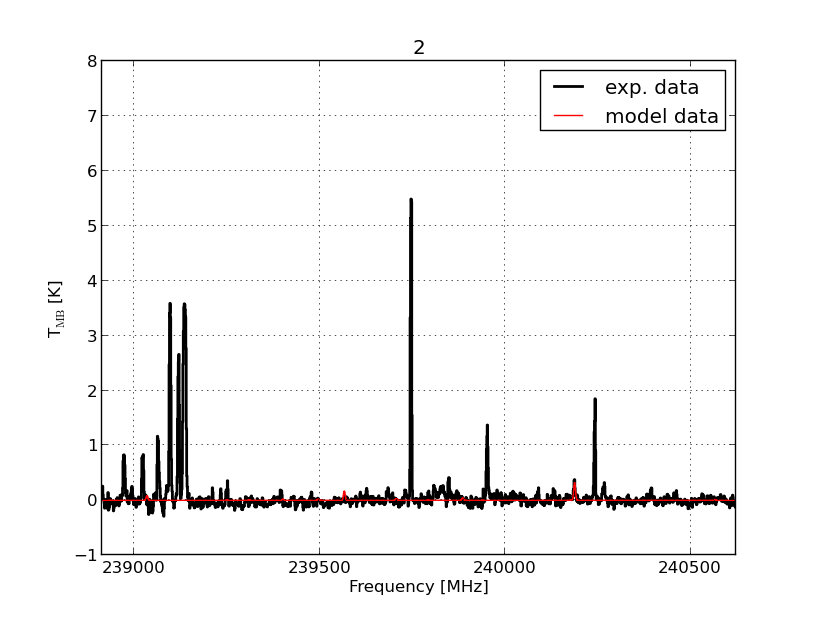 2
exp. data
model data
8
7
6
5
4
3
2
1
0
−1
T_MB [K]
239000 239500 240000 240500
Frequency [MHz]